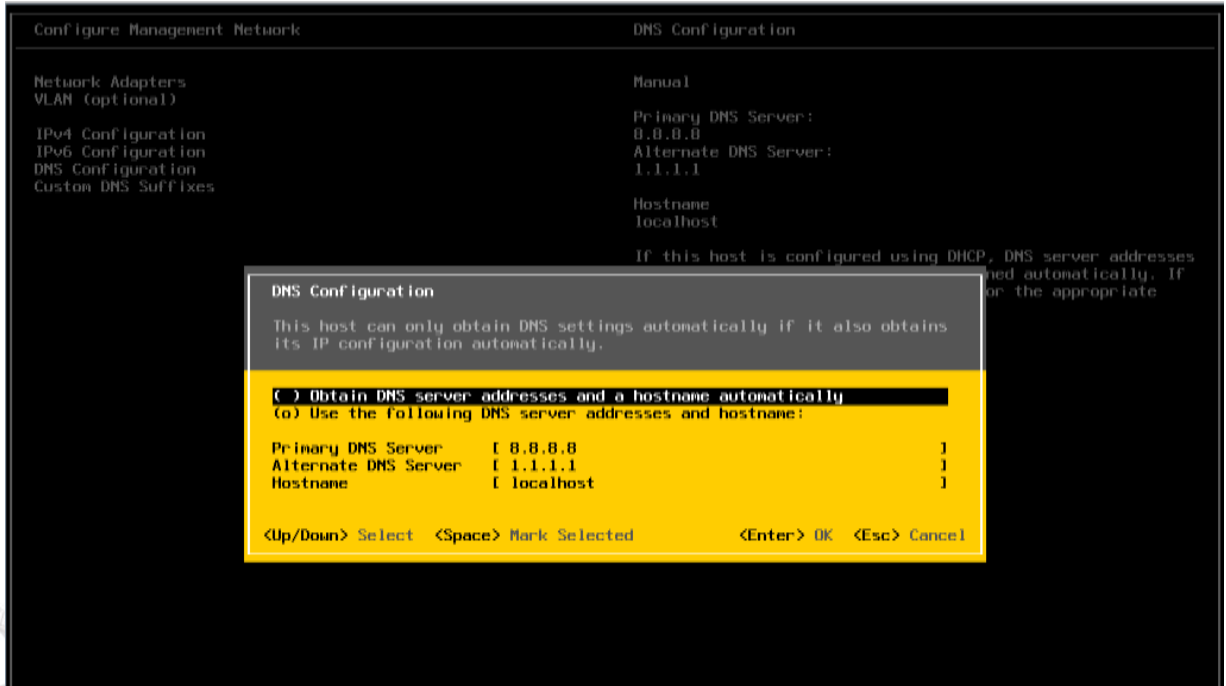 Configure Management Network
DNS Configuration
Network Adapters
VLAN (optional)
IPv4 Configuration
IPv6 Configuration
DNS Configuration
Custom DNS Suffixes
Manual
Primary DNS Server:
8.8.8.8
Alternate DNS Server:
1.1.1.1
Hostname
localhost
If this host is configured using DHCP, DNS server addresses
ned automatically. If
or the appropriate
DNS Configuration
This host can only obtain DNS settings automatically if it also obtains
its IP configuration automatically.
( ) Obtain DNS server addresses and a hostname automatically
(o) Use the following DNS server addresses and hostname:
Primary DNS Server [ 8.8.8.8 ]
Alternate DNS Server [ 1.1.1.1 ]
Hostname [ localhost ]
<Up/Down> Select <Space> Mark Selected <Enter> OK <Esc> Cancel